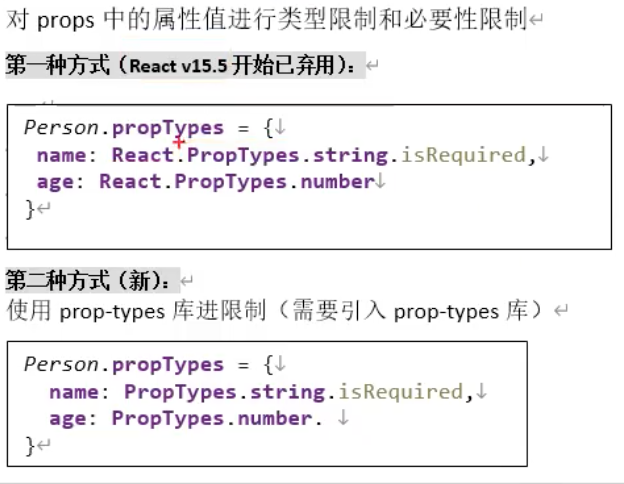 对 props 中的属性值进行类型限制和必要性限制
第一种方式（React v15.5 开始已弃用）：
Person.propTypes = {
name: React.PropTypes.string.isRequired,
age: React.PropTypes.number
}
第二种方式（新）：
使用 prop-types 库进限制（需要引入 prop-types 库）
Person.propTypes = {
name: PropTypes.string.isRequired,
age: PropTypes.number.
}